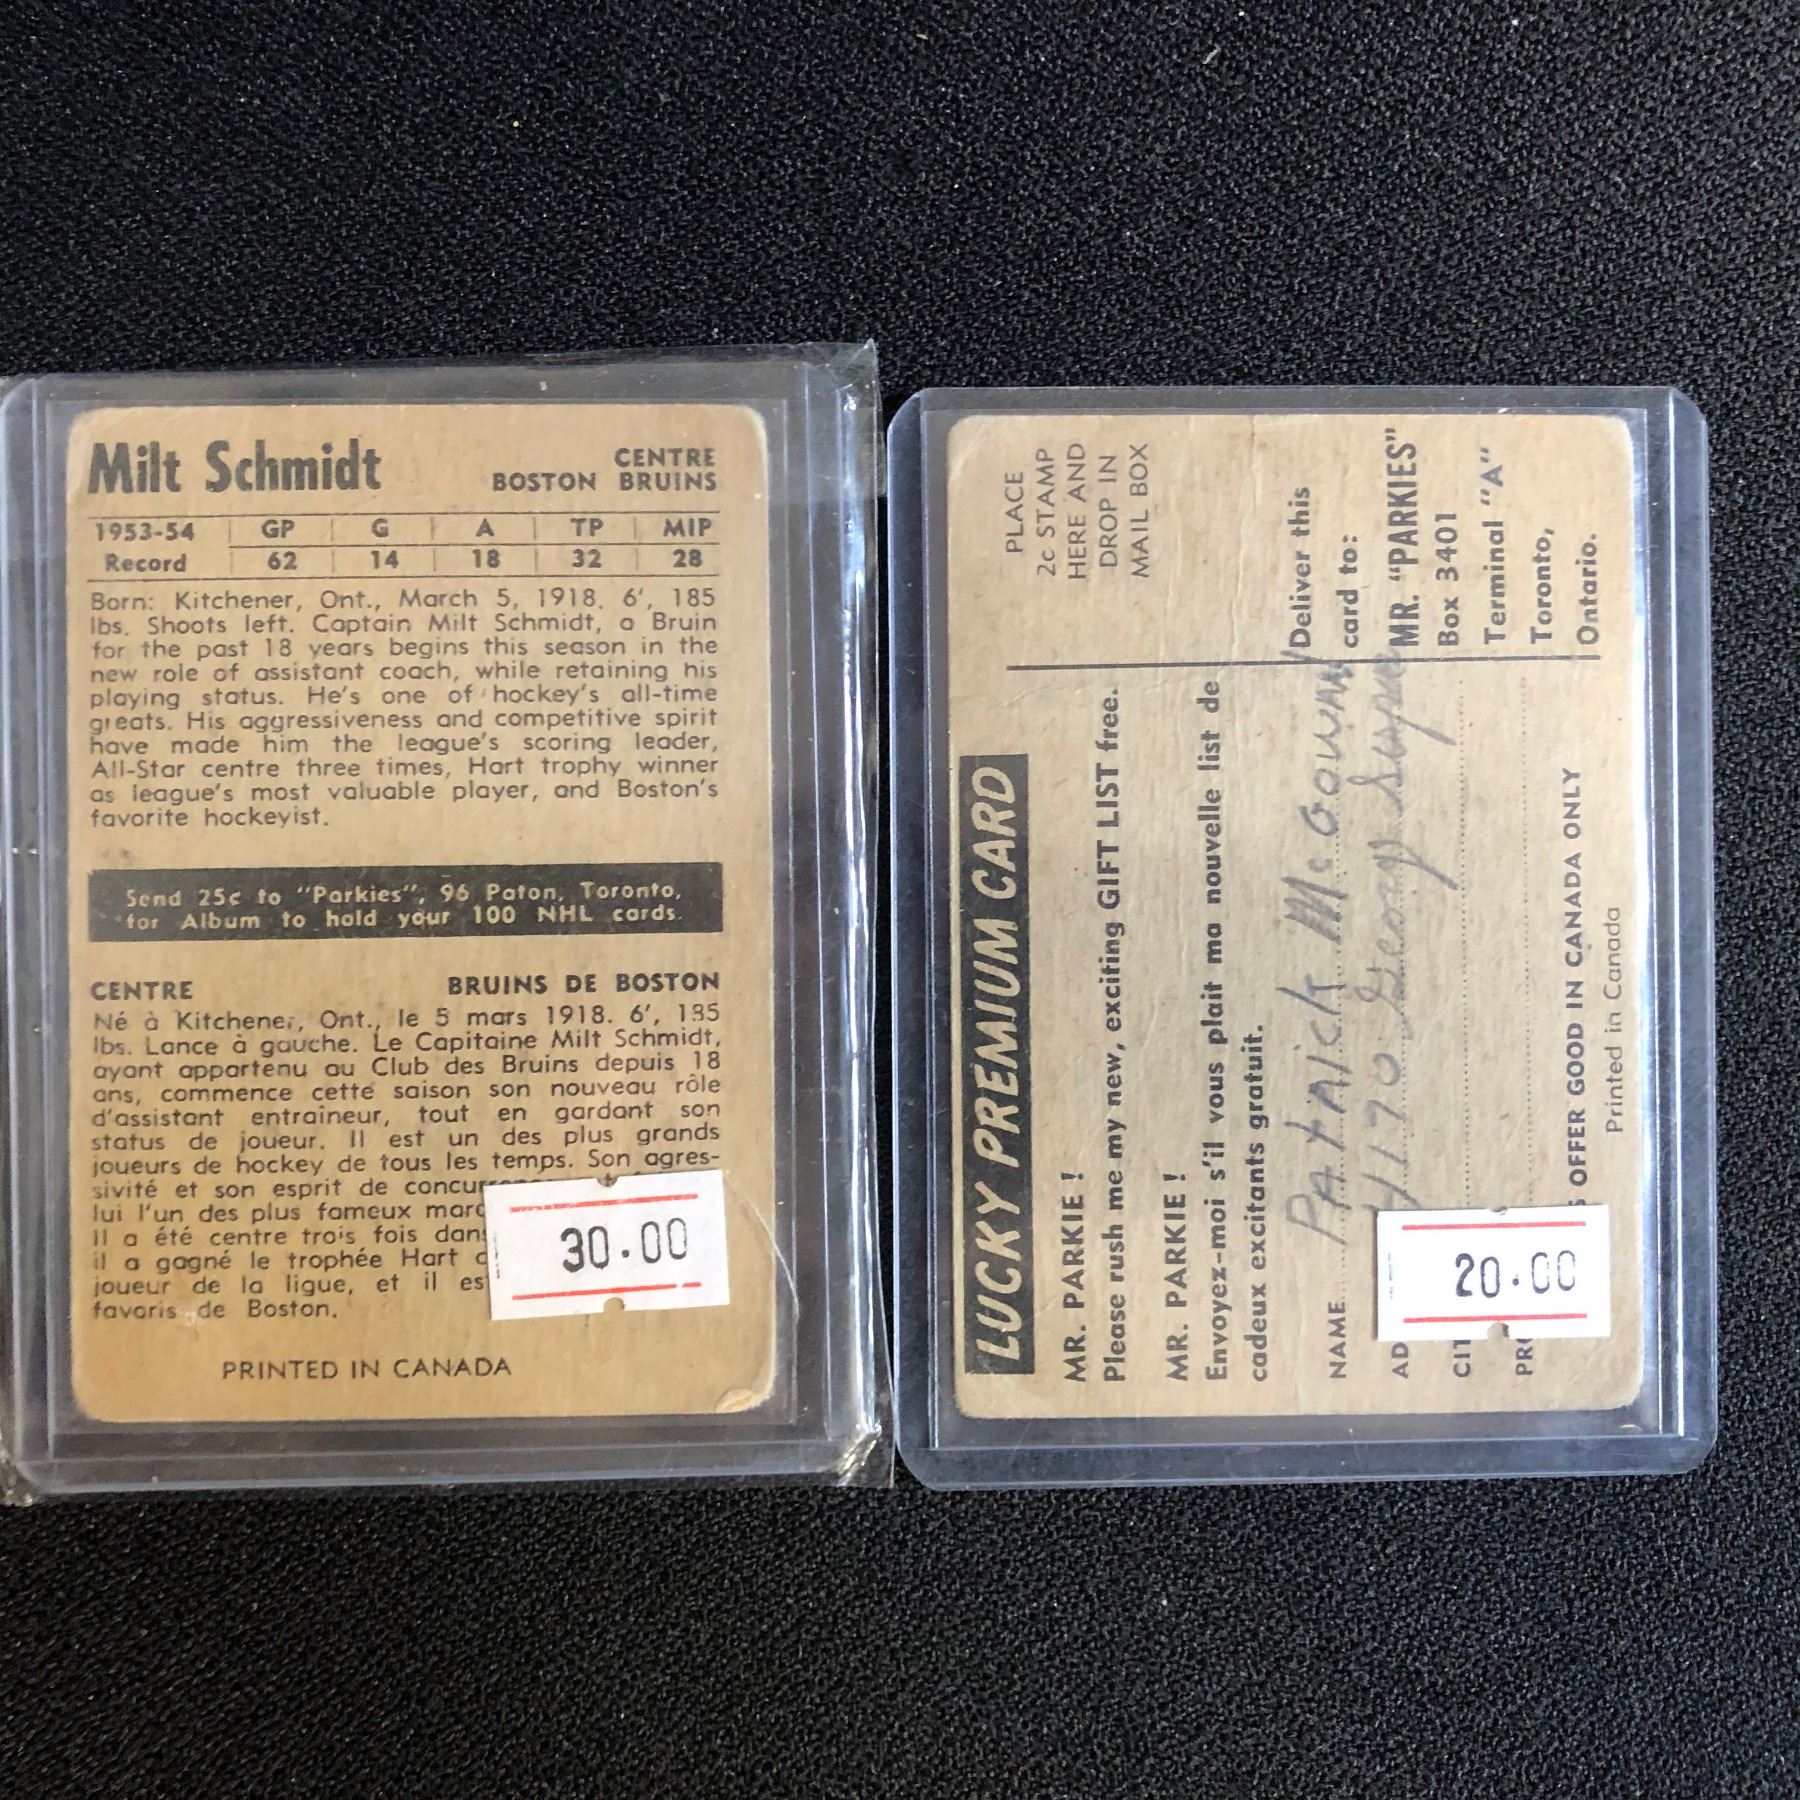 Milt Schmidt
CENTRE
BOSTON BRUINS
1953-54 GP G A TP MIP
Record 62 14 18 32 28
Born: Kitchener, Ont., March 5, 1918. 6', 185
lbs. Shoots left. Captain Milt Schmidt, a Bruin
for the past 18 years begins this season in the
new role of assistant coach, while retaining his
playing status. He's one of hockey's all-time
greats. His aggressiveness and competitive spirit
have made him the league's scoring leader,
All-Star centre three times, Hart trophy winner
as league's most valuable player, and Boston's
favorite hockeyist.
Send 25c to "Parkies", 96 Paton, Toronto,
for Album to hold your 100 NHL cards.
CENTRE BRUINS DE BOSTON
Né à Kitchener, Ont., le 5 mars 1918. 6', 185
lbs. Lance à gauche. Le Capitaine Milt Schmidt,
ayant appartenu au Club des Bruins depuis 18
ans, commence cette saison son nouveau rôle
d'assistant entraineur, tout en gardant son
status de joueur. Il est un des plus grands
joueurs de hockey de tous les temps. Son agres-
sivité et son esprit de
lui l'un des plus fameux
Il a été centre trois fois dans
il a gagné le trophée Hart
joueur de la ligue, et il es
favoris de Boston.
30.00
PRINTED IN CANADA
LUCKY PREMIUM CARD
PLACE
2c STAMP
HERE AND
DROP IN
MAIL BOX
MR. PARKIE!
Please rush me my new, exciting GIFT LIST free.
MR. PARKIE!
Envoyez-moi s'il vous plait ma nouvelle list de
cadeux excitants gratuit.
NAME Patrick McGowan
AD 4170 George
CIT
PRO
Deliver this
card to:
MR. "PARKIES"
Box 3401
Terminal "A"
Toronto,
Ontario.
S OFFER GOOD IN CANADA ONLY
Printed in Canada
20.00